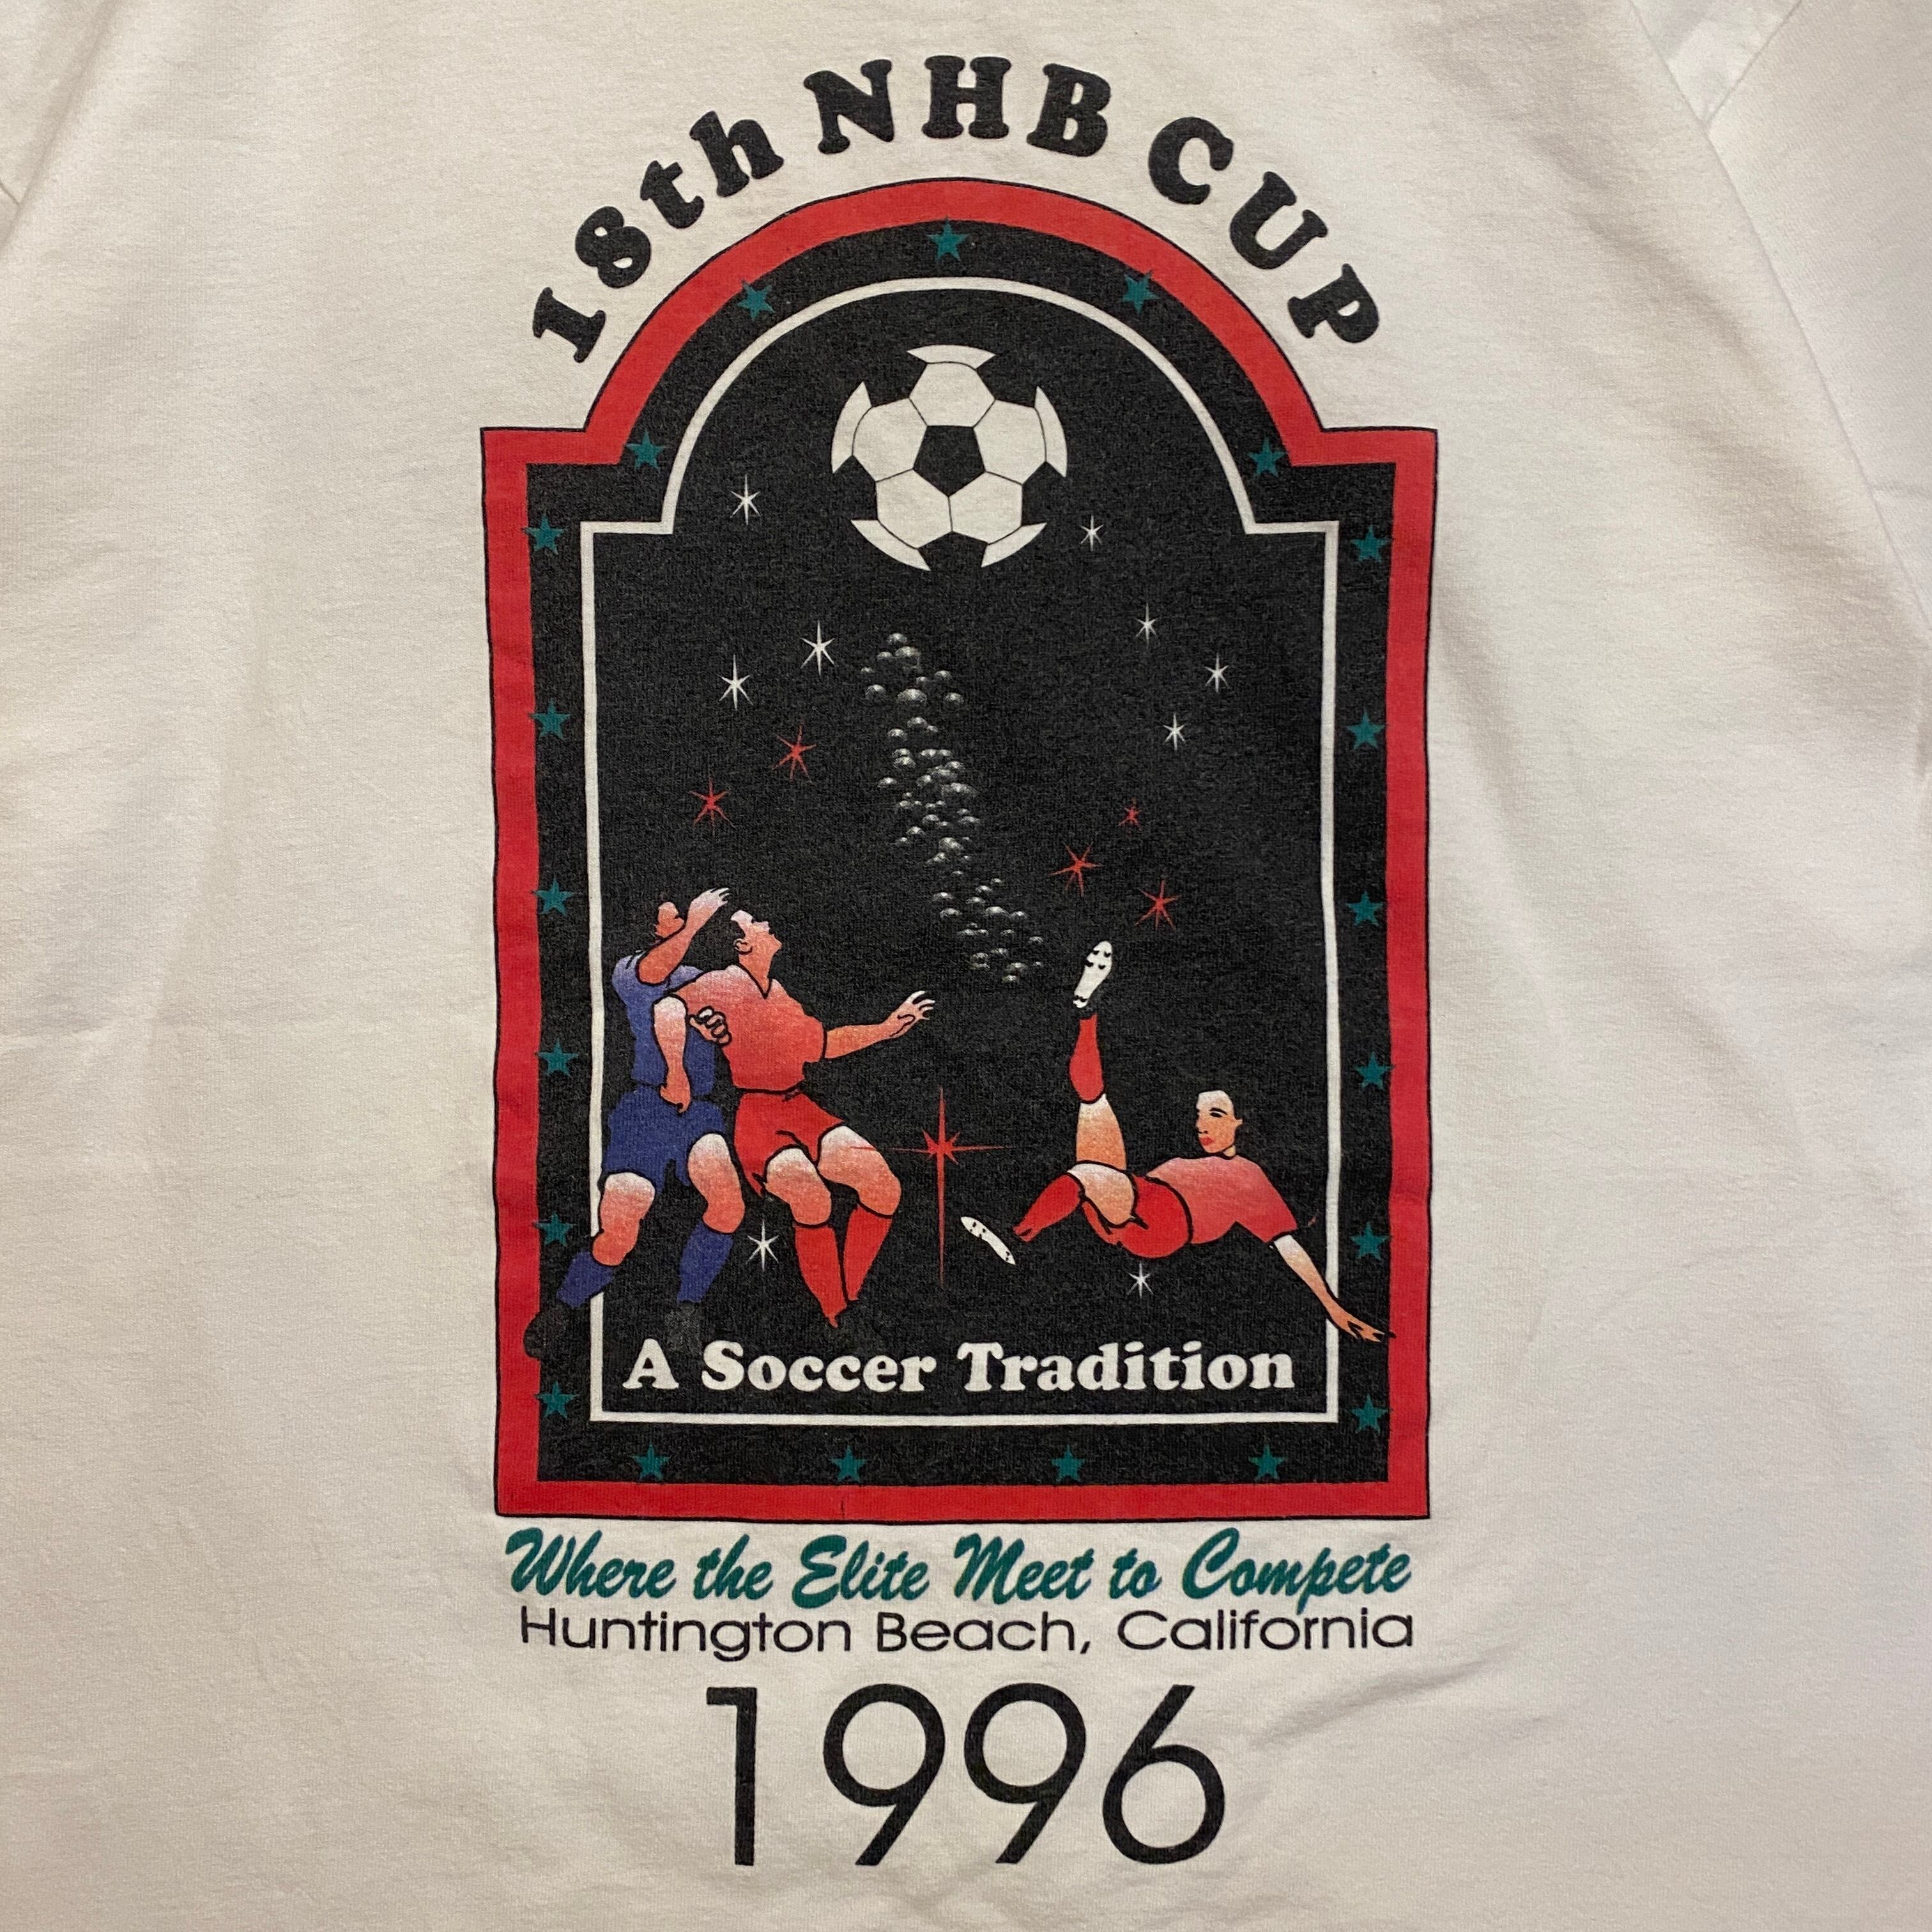 18th NHB CUP
A Soccer Tradition
Where the Elite Meet to Compete
Huntington Beach, California
1996